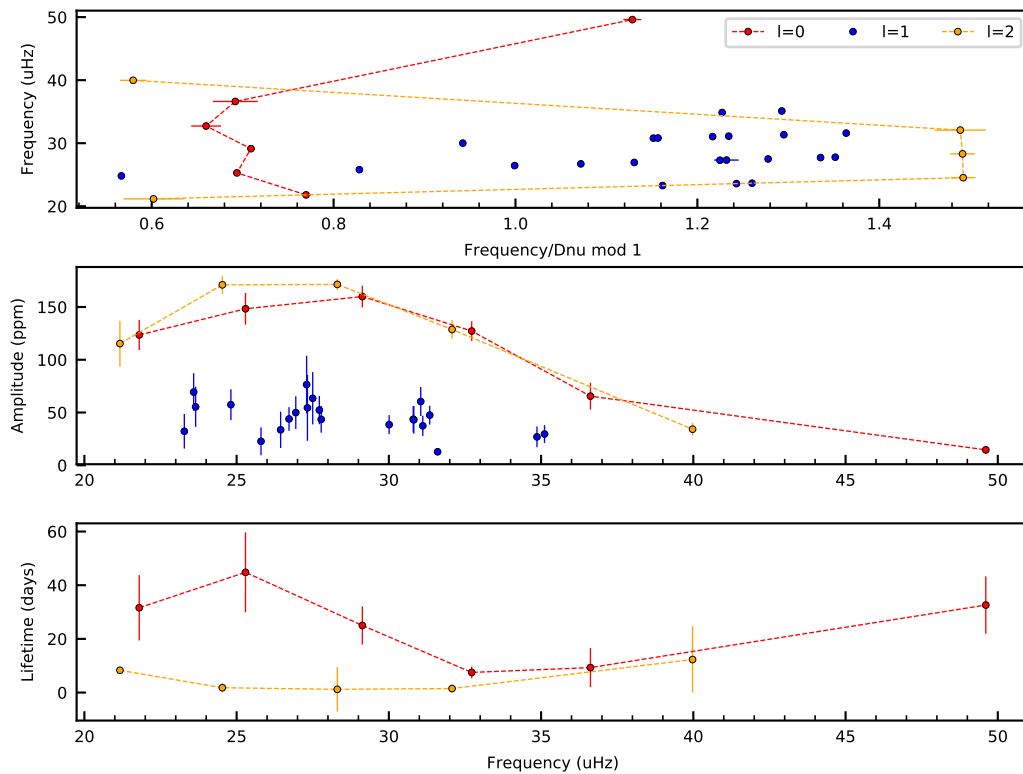 50
40
30
20
Frequency (uHz)
l=0 l=1 l=2
0.6 0.8 1.0 1.2 1.4
Frequency/Dnu mod 1
150
100
50
0
Amplitude (ppm)
20 25 30 35 40 45 50
60
40
20
0
Lifetime (days)
20 25 30 35 40 45 50
Frequency (uHz)